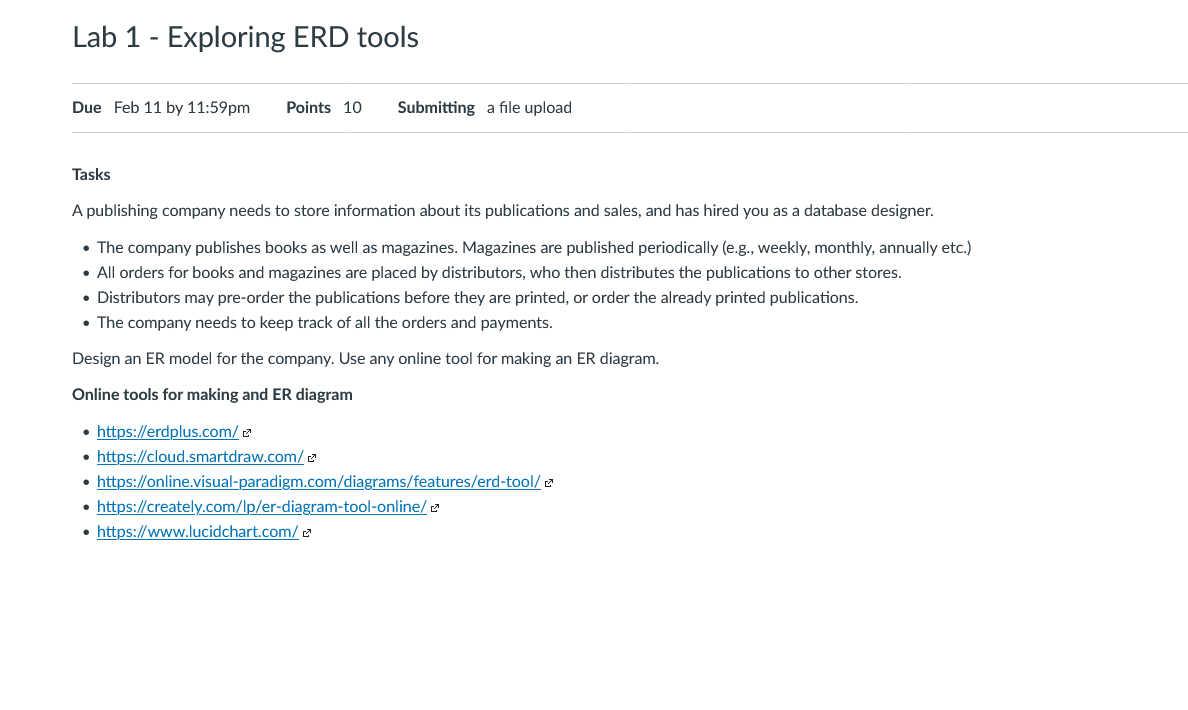 Lab 1 - Exploring ERD tools
Due Feb 11 by 11:59pm Points 10 Submitting a file upload
Tasks
A publishing company needs to store information about its publications and sales, and has hired you as a database designer.
• The company publishes books as well as magazines. Magazines are published periodically (e.g., weekly, monthly, annually etc.)
• All orders for books and magazines are placed by distributors, who then distributes the publications to other stores.
• Distributors may pre-order the publications before they are printed, or order the already printed publications.
• The company needs to keep track of all the orders and payments.
Design an ER model for the company. Use any online tool for making an ER diagram.
Online tools for making and ER diagram
• https://erdplus.com/
• https://cloud.smartdraw.com/
• https://online.visual-paradigm.com/diagrams/features/erd-tool/
• https://creately.com/lp/er-diagram-tool-online/
• https://www.lucidchart.com/